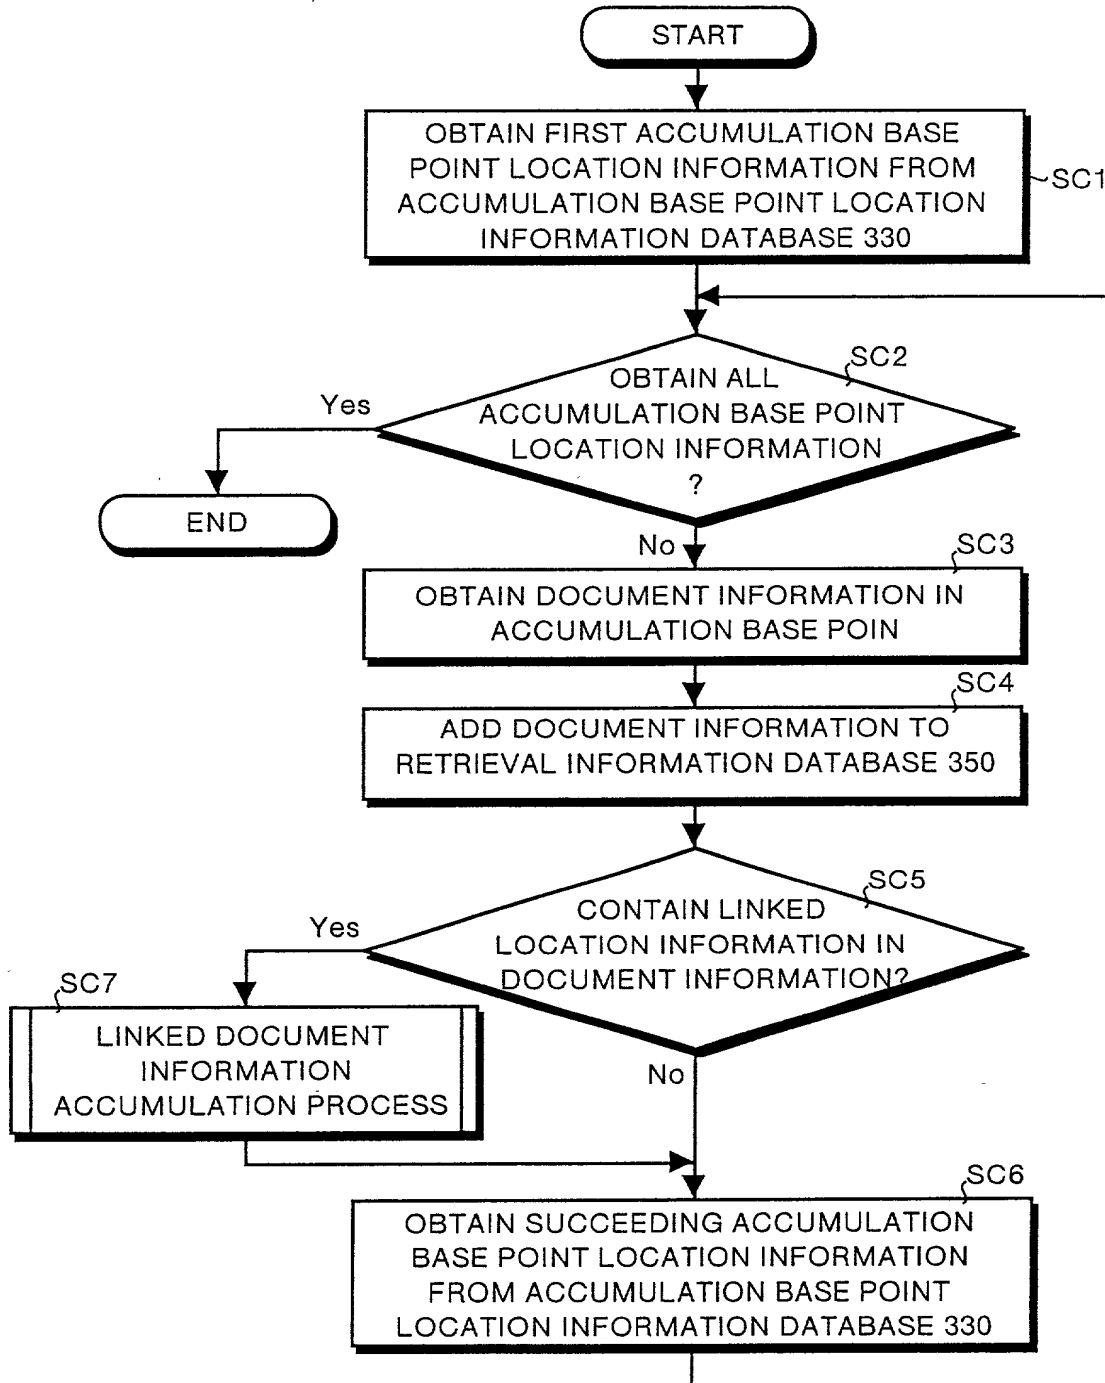 START
OBTAIN FIRST ACCUMULATION BASE
POINT LOCATION INFORMATION FROM
ACCUMULATION BASE POINT LOCATION
INFORMATION DATABASE 330
SC1
SC2
OBTAIN ALL
ACCUMULATION BASE POINT
LOCATION INFORMATION
?
Yes
END
No
SC3
OBTAIN DOCUMENT INFORMATION IN
ACCUMULATION BASE POIN
SC4
ADD DOCUMENT INFORMATION TO
RETRIEVAL INFORMATION DATABASE 350
SC5
CONTAIN LINKED
LOCATION INFORMATION IN
DOCUMENT INFORMATION?
Yes
SC7
LINKED DOCUMENT
INFORMATION
ACCUMULATION PROCESS
No
SC6
OBTAIN SUCCEEDING ACCUMULATION
BASE POINT LOCATION INFORMATION
FROM ACCUMULATION BASE POINT
LOCATION INFORMATION DATABASE 330